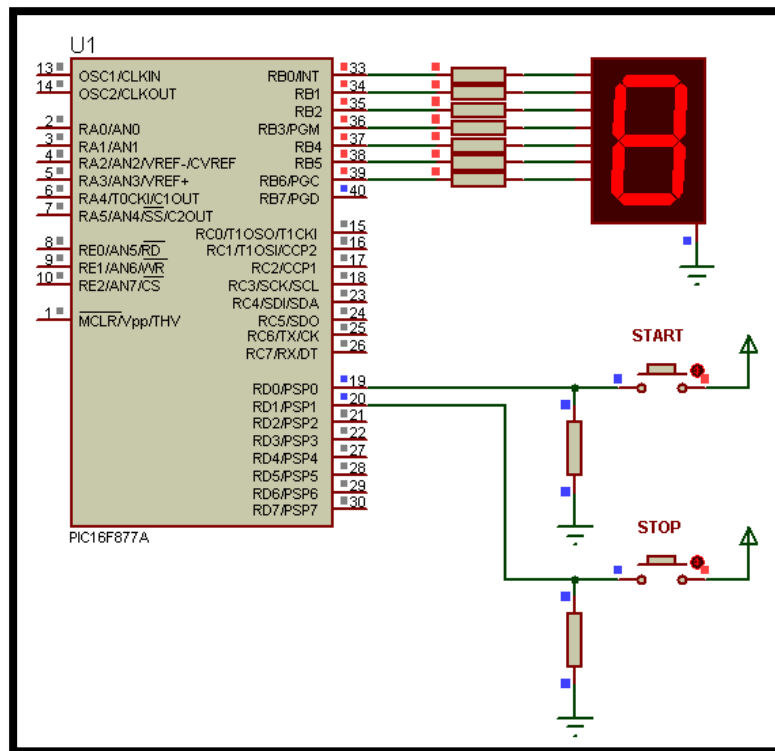 U1
13 OSC1/CLKIN RB0/INT 33
14 OSC2/CLKOUT RB1 34
RB2 35
2 RA0/AN0 RB3/PGM 36
3 RA1/AN1 RB4 37
4 RA2/AN2/VREF-/CVREF RB5 38
5 RA3/AN3/VREF+ RB6/PGC 39
6 RA4/T0CKI/C1OUT RB7/PGD 40
7 RA5/AN4/SS/C2OUT
RC0/T1OSO/T1CKI 15
8 RE0/AN5/RD RC1/T1OSI/CCP2 16
9 RE1/AN6/WR RC2/CCP1 17
10 RE2/AN7/CS RC3/SCK/SCL 18
RC4/SDI/SDA 23
1 MCLR/Vpp/THV RC5/SDO 24
RC6/TX/CK 25
RC7/RX/DT 26
START
RD0/PSP0 19
RD1/PSP1 20
RD2/PSP2 21
RD3/PSP3 22
RD4/PSP4 27
RD5/PSP5 28
RD6/PSP6 29
RD7/PSP7 30
PIC16F877A
STOP
8